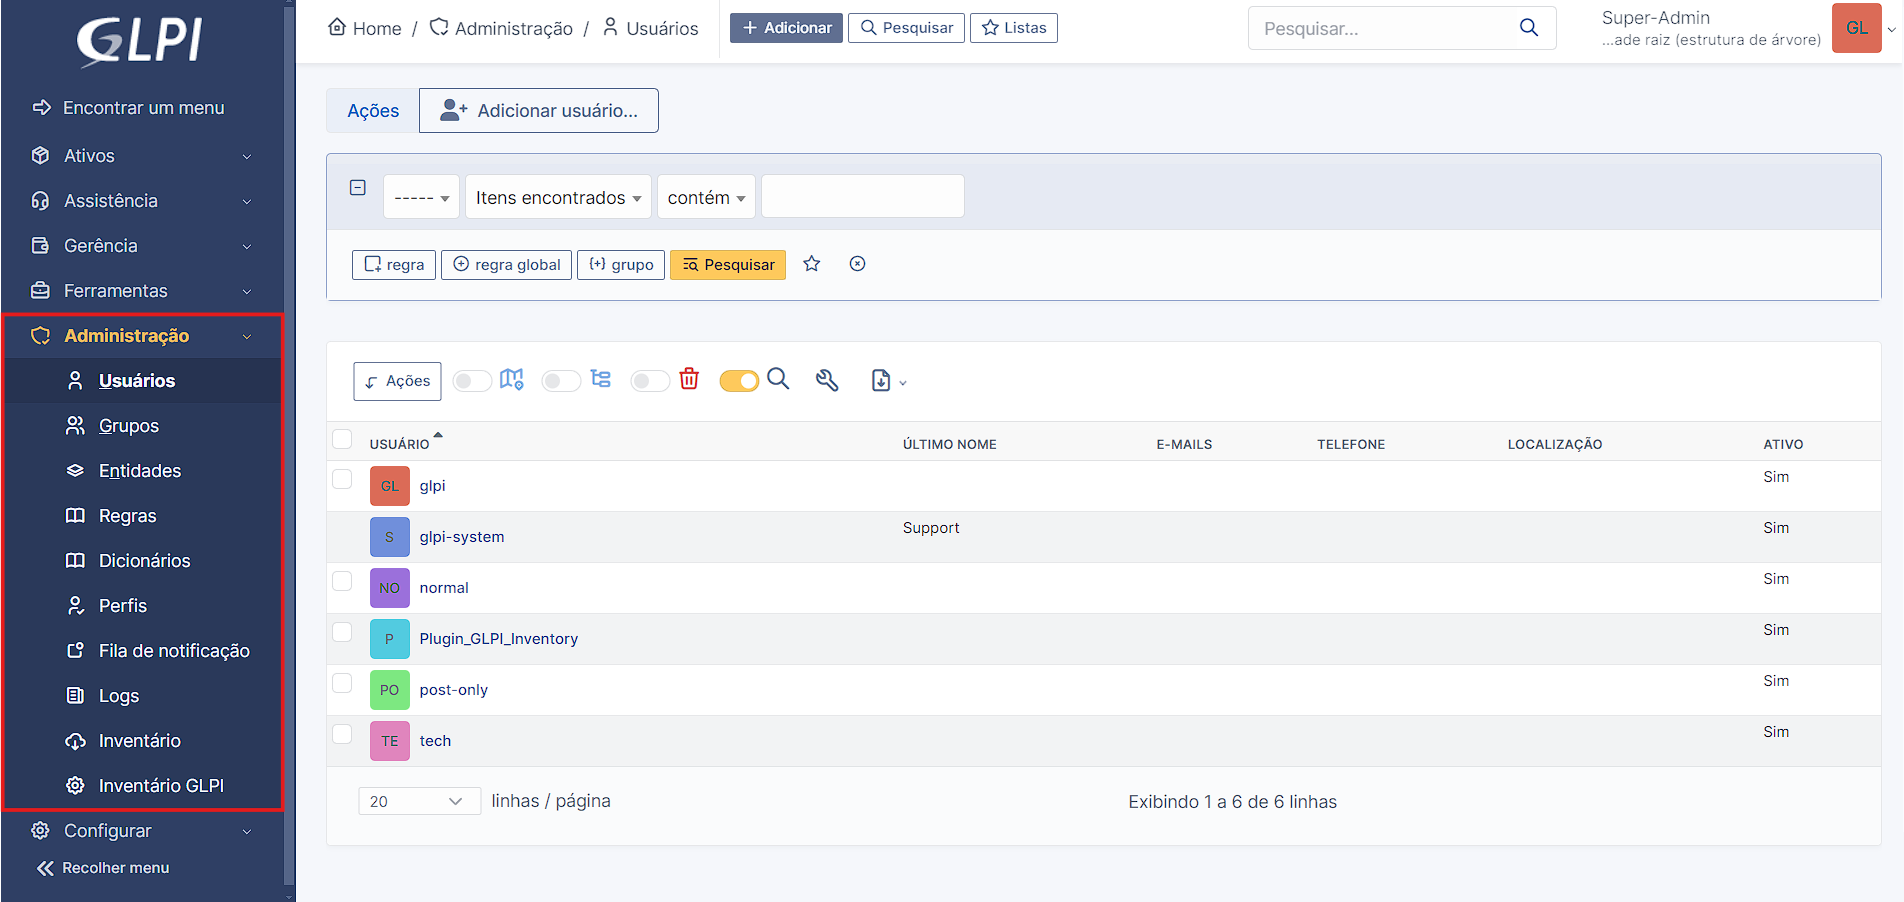 GLPI
Encontrar um menu
Ativos
Assistência
Gerência
Ferramentas
Administração
Usuários
Grupos
Entidades
Regras
Dicionários
Perfis
Fila de notificação
Logs
Inventário
Inventário GLPI
Configurar
Recolher menu
Home / Administração / Usuários
+ Adicionar
Pesquisar
Listas
Pesquisar...
Super-Admin
...ade raiz (estrutura de árvore)
GL
Ações
Adicionar usuário...
-----
Itens encontrados
contém
regra
regra global
grupo
Pesquisar
Ações
USUÁRIO ÚLTIMO NOME E-MAILS TELEFONE LOCALIZAÇÃO ATIVO
GL glpi Sim
S glpi-system Support Sim
NO normal Sim
P Plugin_GLPI_Inventory Sim
PO post-only Sim
TE tech Sim
20 linhas / página
Exibindo 1 a 6 de 6 linhas